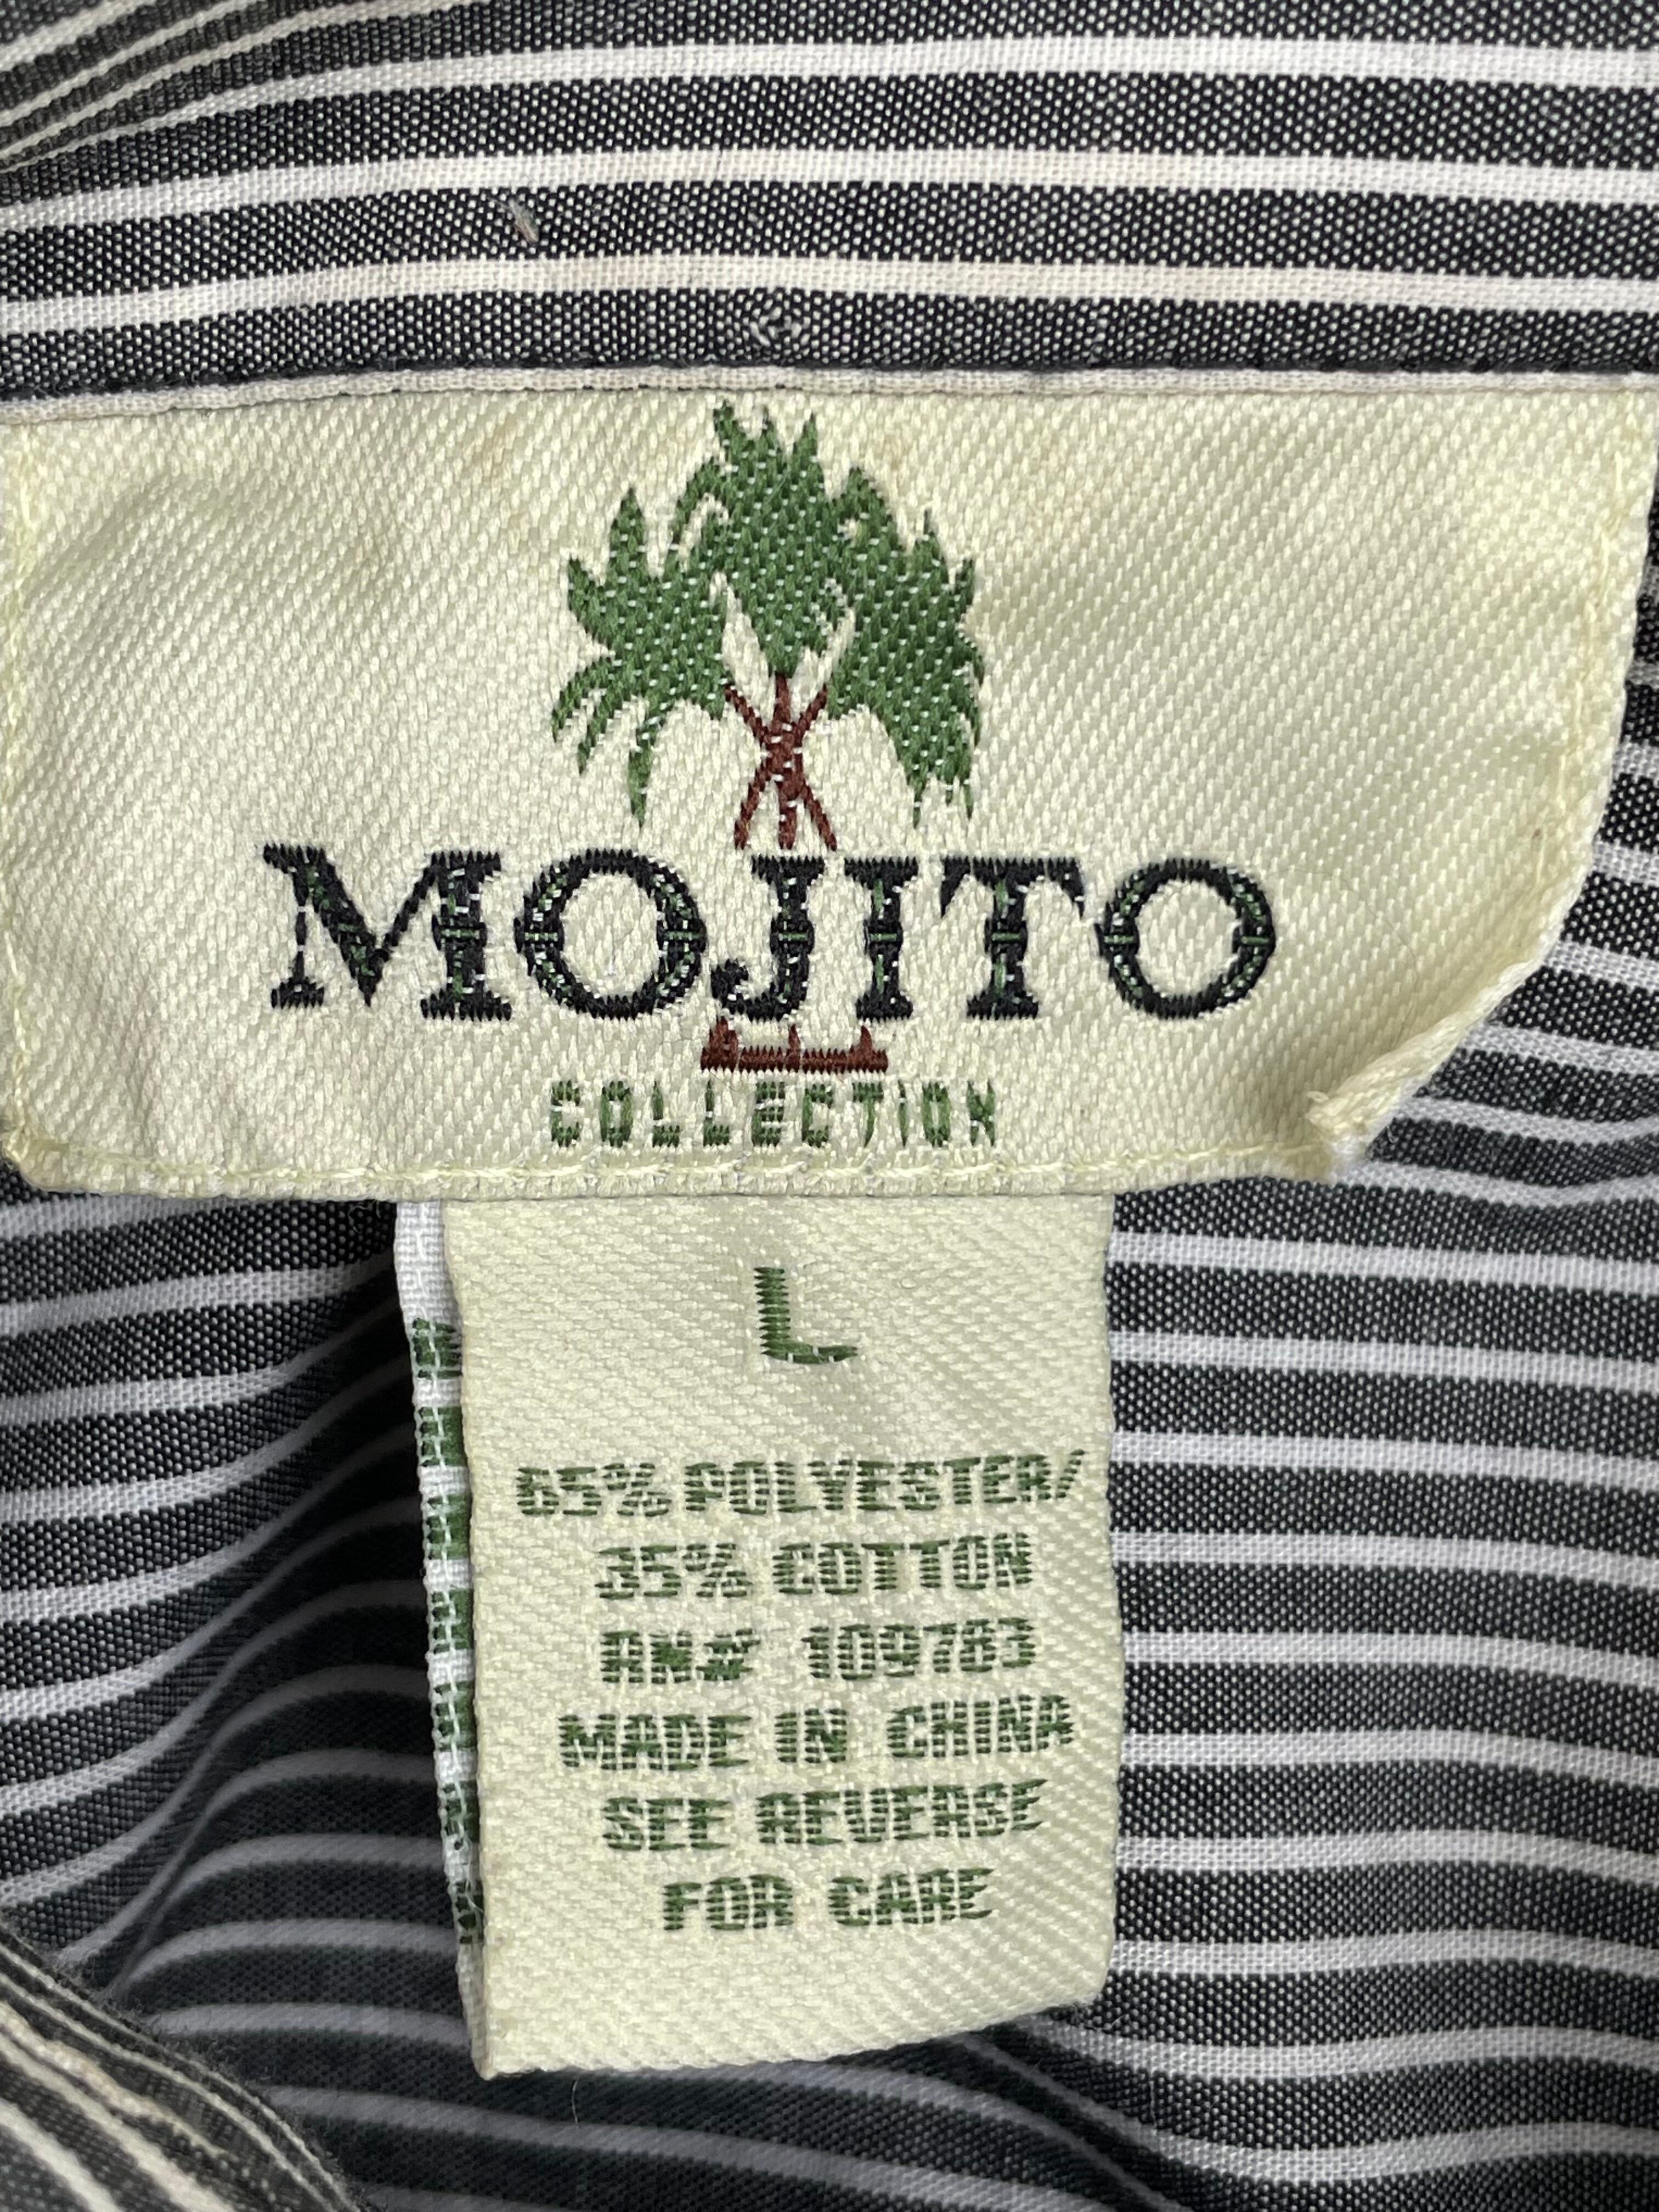 MOJITO
COLLECTION
L
65% POLYESTER/
35% COTTON
RN# 109783
MADE IN CHINA
SEE REVERSE
FOR CARE